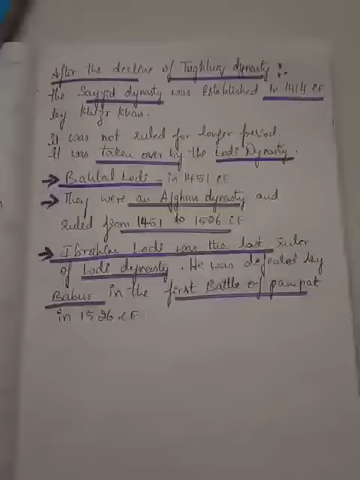 After the decline of Tughluq dynasty :-
the Sayyid dynasty was established in 1414 CE
by Khizr Khan.
it was not ruled for longer period
it was taken over by the Lodi Dynasty.
→ Bahlol Lodi - in 1451 CE
→ They were an Afghan dynasty and
ruled from 1451 to 1526 CE
→ Ibrahim Lodi was the last ruler
of Lodi dynasty. He was defeated by
Babur in the first Battle of panipat
in 1526 CE.